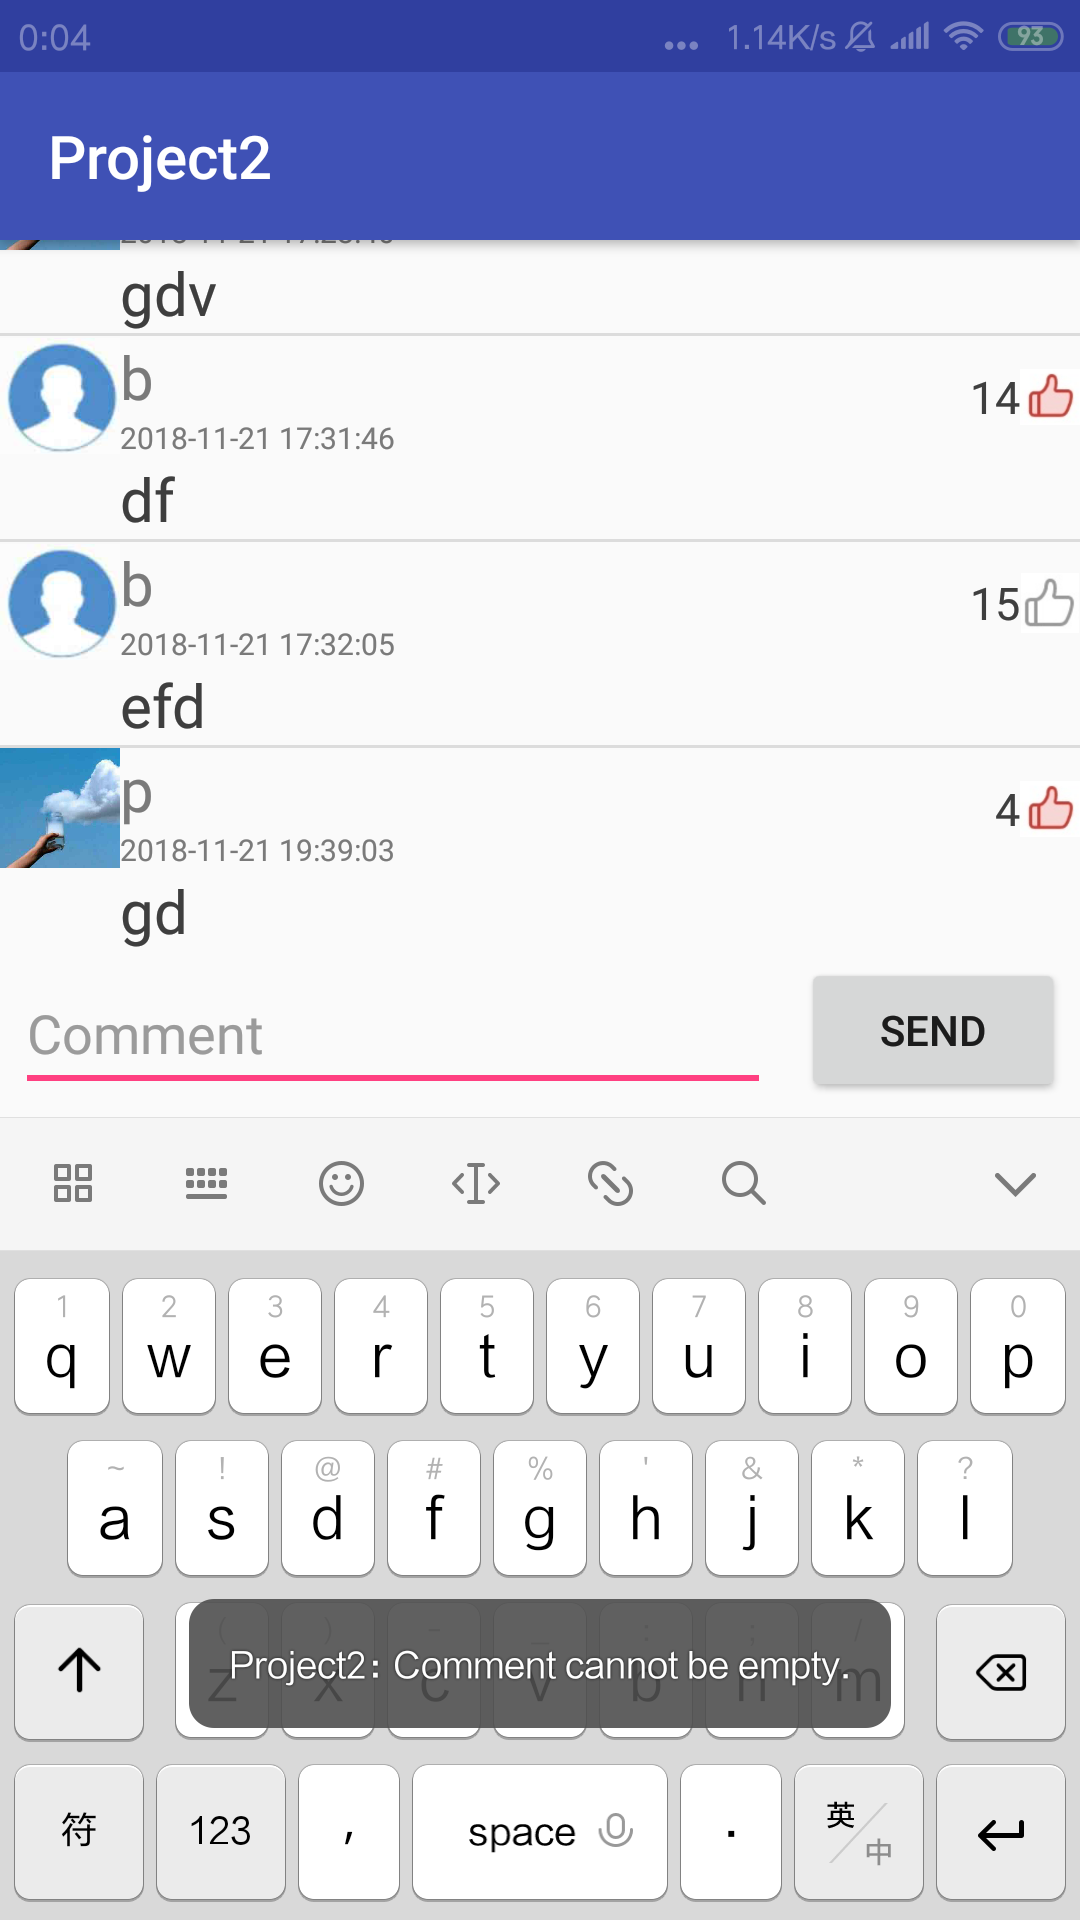 0:04 ... 1.14K/s 93
Project2
gdv
b
14
2018-11-21 17:31:46
df
b
15
2018-11-21 17:32:05
efd
p
4
2018-11-21 19:39:03
gd
Comment
SEND
1 2 3 4 5 6 7 8 9 0
q w e r t y u i o p
~ ! @ # % ' & * ?
a s d f g h j k l
z x c v b n m
Project2: Comment cannot be empty.
符 123 , space . 英 中